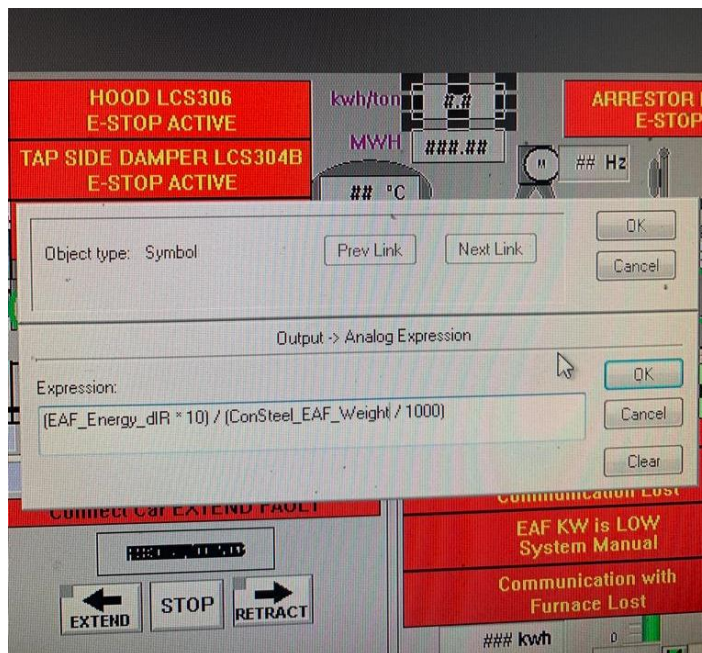 HOOD LCS306
E-STOP ACTIVE
kwh/ton
#.#
ARRESTOR
E-STOP
TAP SIDE DAMPER LCS304B
E-STOP ACTIVE
MWH
###.##
M
## Hz
## °C
Object type: Symbol
Prev Link
Next Link
OK
Cancel
Output -> Analog Expression
Expression:
(EAF_Energy_dIR * 10) / (ConSteel_EAF_Weight / 1000)
OK
Cancel
Clear
Connect Car EXTEND FAULT
Communication Lost
EAF KW is LOW
System Manual
Communication with
Furnace Lost
EXTEND
STOP
RETRACT
### kwh
0